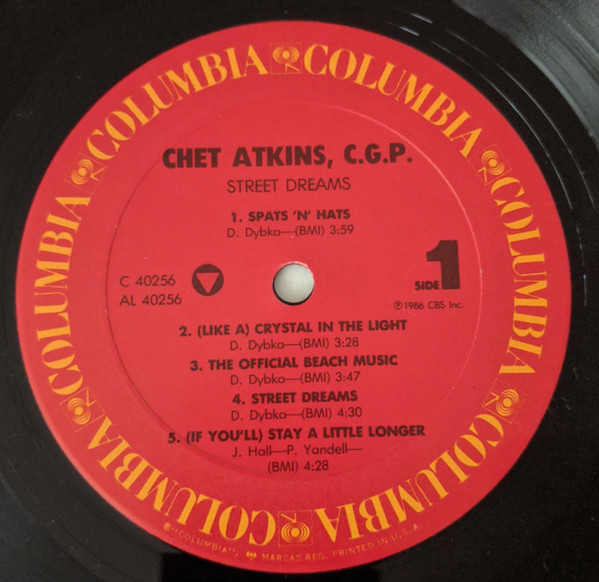 COLUMBIA COLUMBIA COLUMBIA COLUMBIA COLUMBIA COLUMBIA COLUMBIA COLUMBIA COLUMBIA
CHET ATKINS, C.G.P.
STREET DREAMS
1. SPATS 'N' HATS
D. Dybka—(BMI) 3:59
C 40256
AL 40256
SIDE 1
℗1986 CBS Inc.
2. (LIKE A) CRYSTAL IN THE LIGHT
D. Dybka—(BMI) 3:28
3. THE OFFICIAL BEACH MUSIC
D. Dybka—(BMI) 3:47
4. STREET DREAMS
D. Dybka—(BMI) 4:30
5. (IF YOU'LL) STAY A LITTLE LONGER
J. Hall—P. Yandell—
(BMI) 4:28
"COLUMBIA", MARCAS REG. PRINTED IN U.S.A.